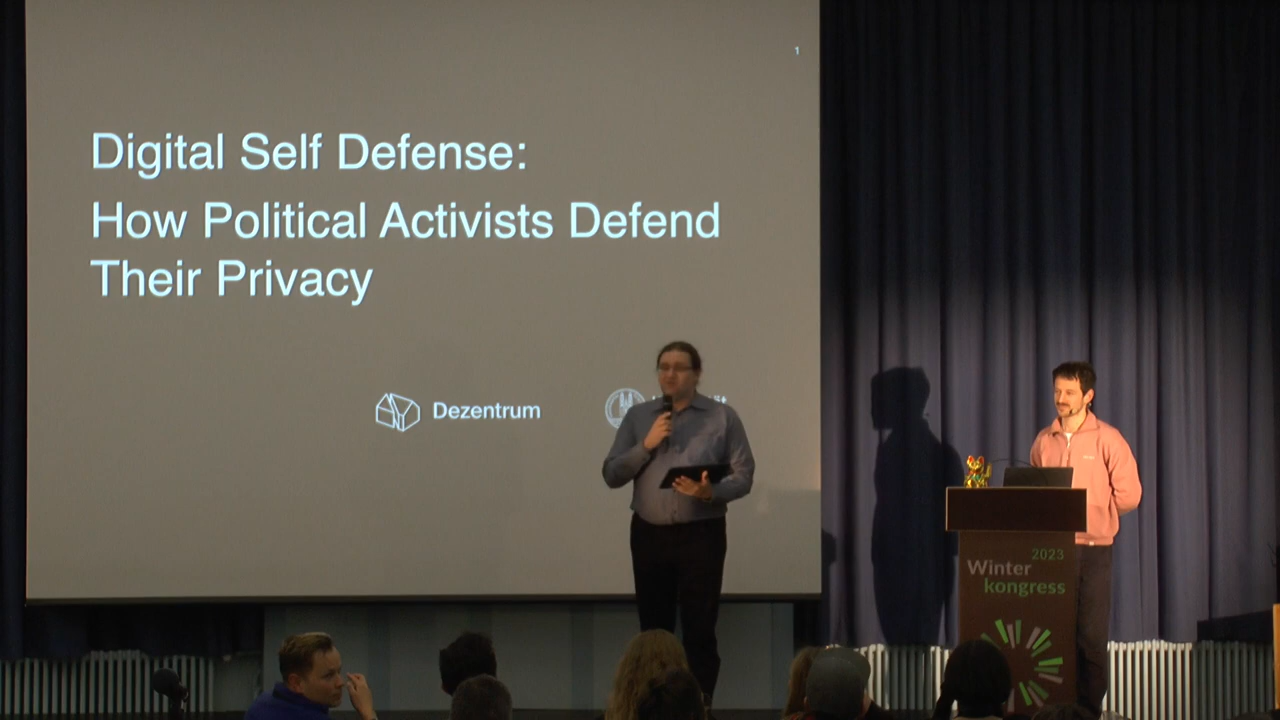 1
Digital Self Defense:
How Political Activists Defend
Their Privacy
Dezentrum
2023
Winter
kongress